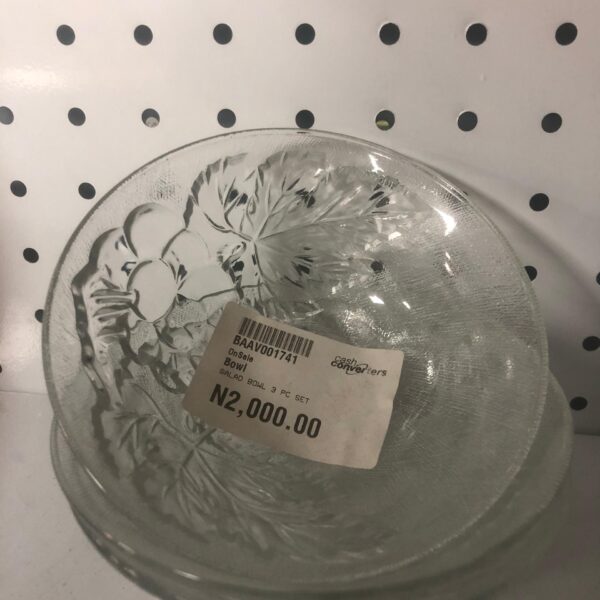 BAAV001741
OnSale
Bowl
SALAD BOWL 3 PC SET
N2,000.00
cash
converters